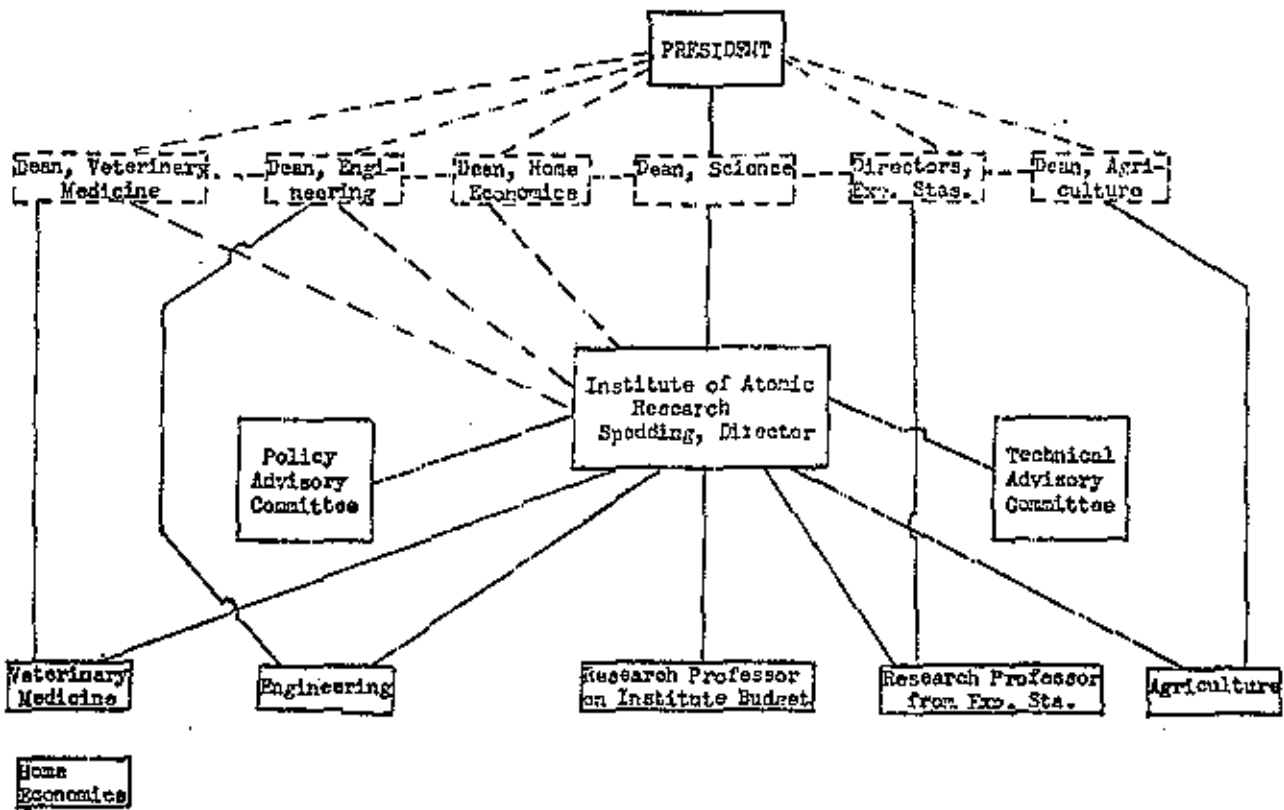 PRESIDENT
Dean, Veterinary
Medicine
Dean, Engi-
neering
Dean, Home
Economics
Dean, Science
Directors,
Exp. Stas.
Dean, Agri-
culture
Institute of Atomic
Research
Spedding, Director
Policy
Advisory
Committee
Technical
Advisory
Committee
Veterinary
Medicine
Engineering
Research Professor
on Institute Budget
Research Professor
from Exp. Sta.
Agriculture
Home
Economics